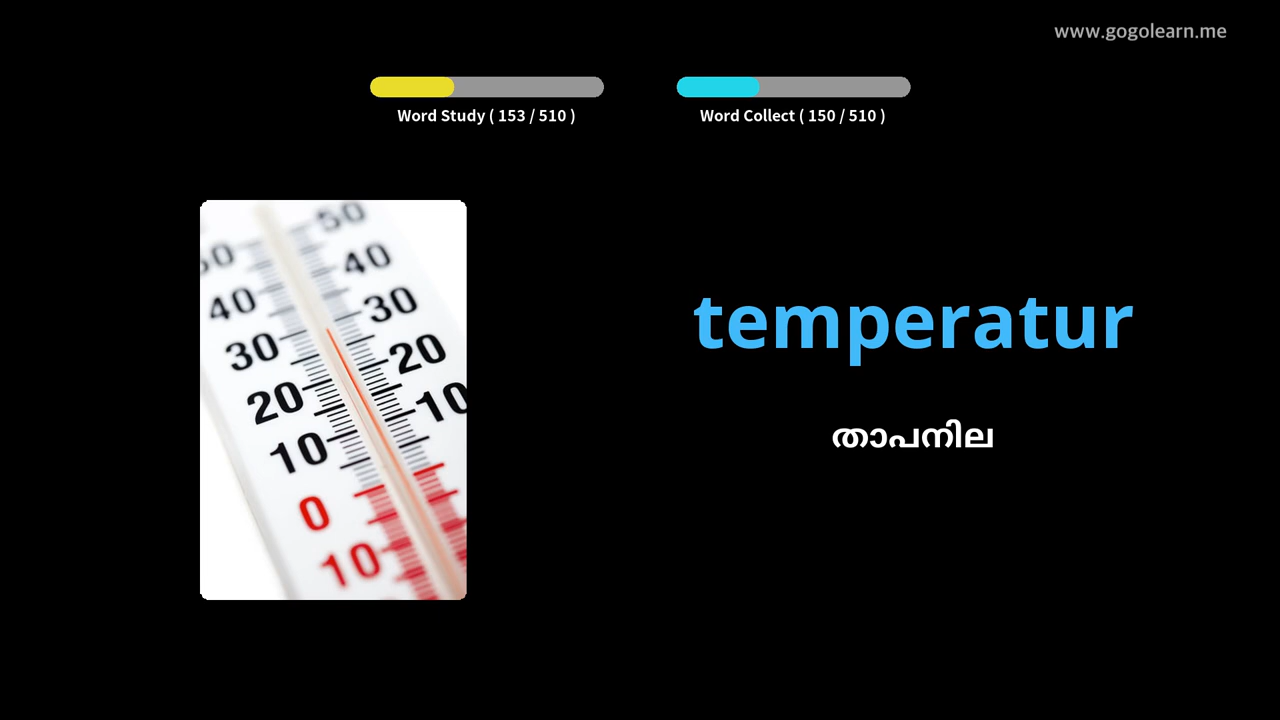 www.gogolearn.me
Word Study ( 153 / 510 )
Word Collect ( 150 / 510 )
50
50
40
40
30
30
20
20
10
10
0
10
temperatur
താപനില